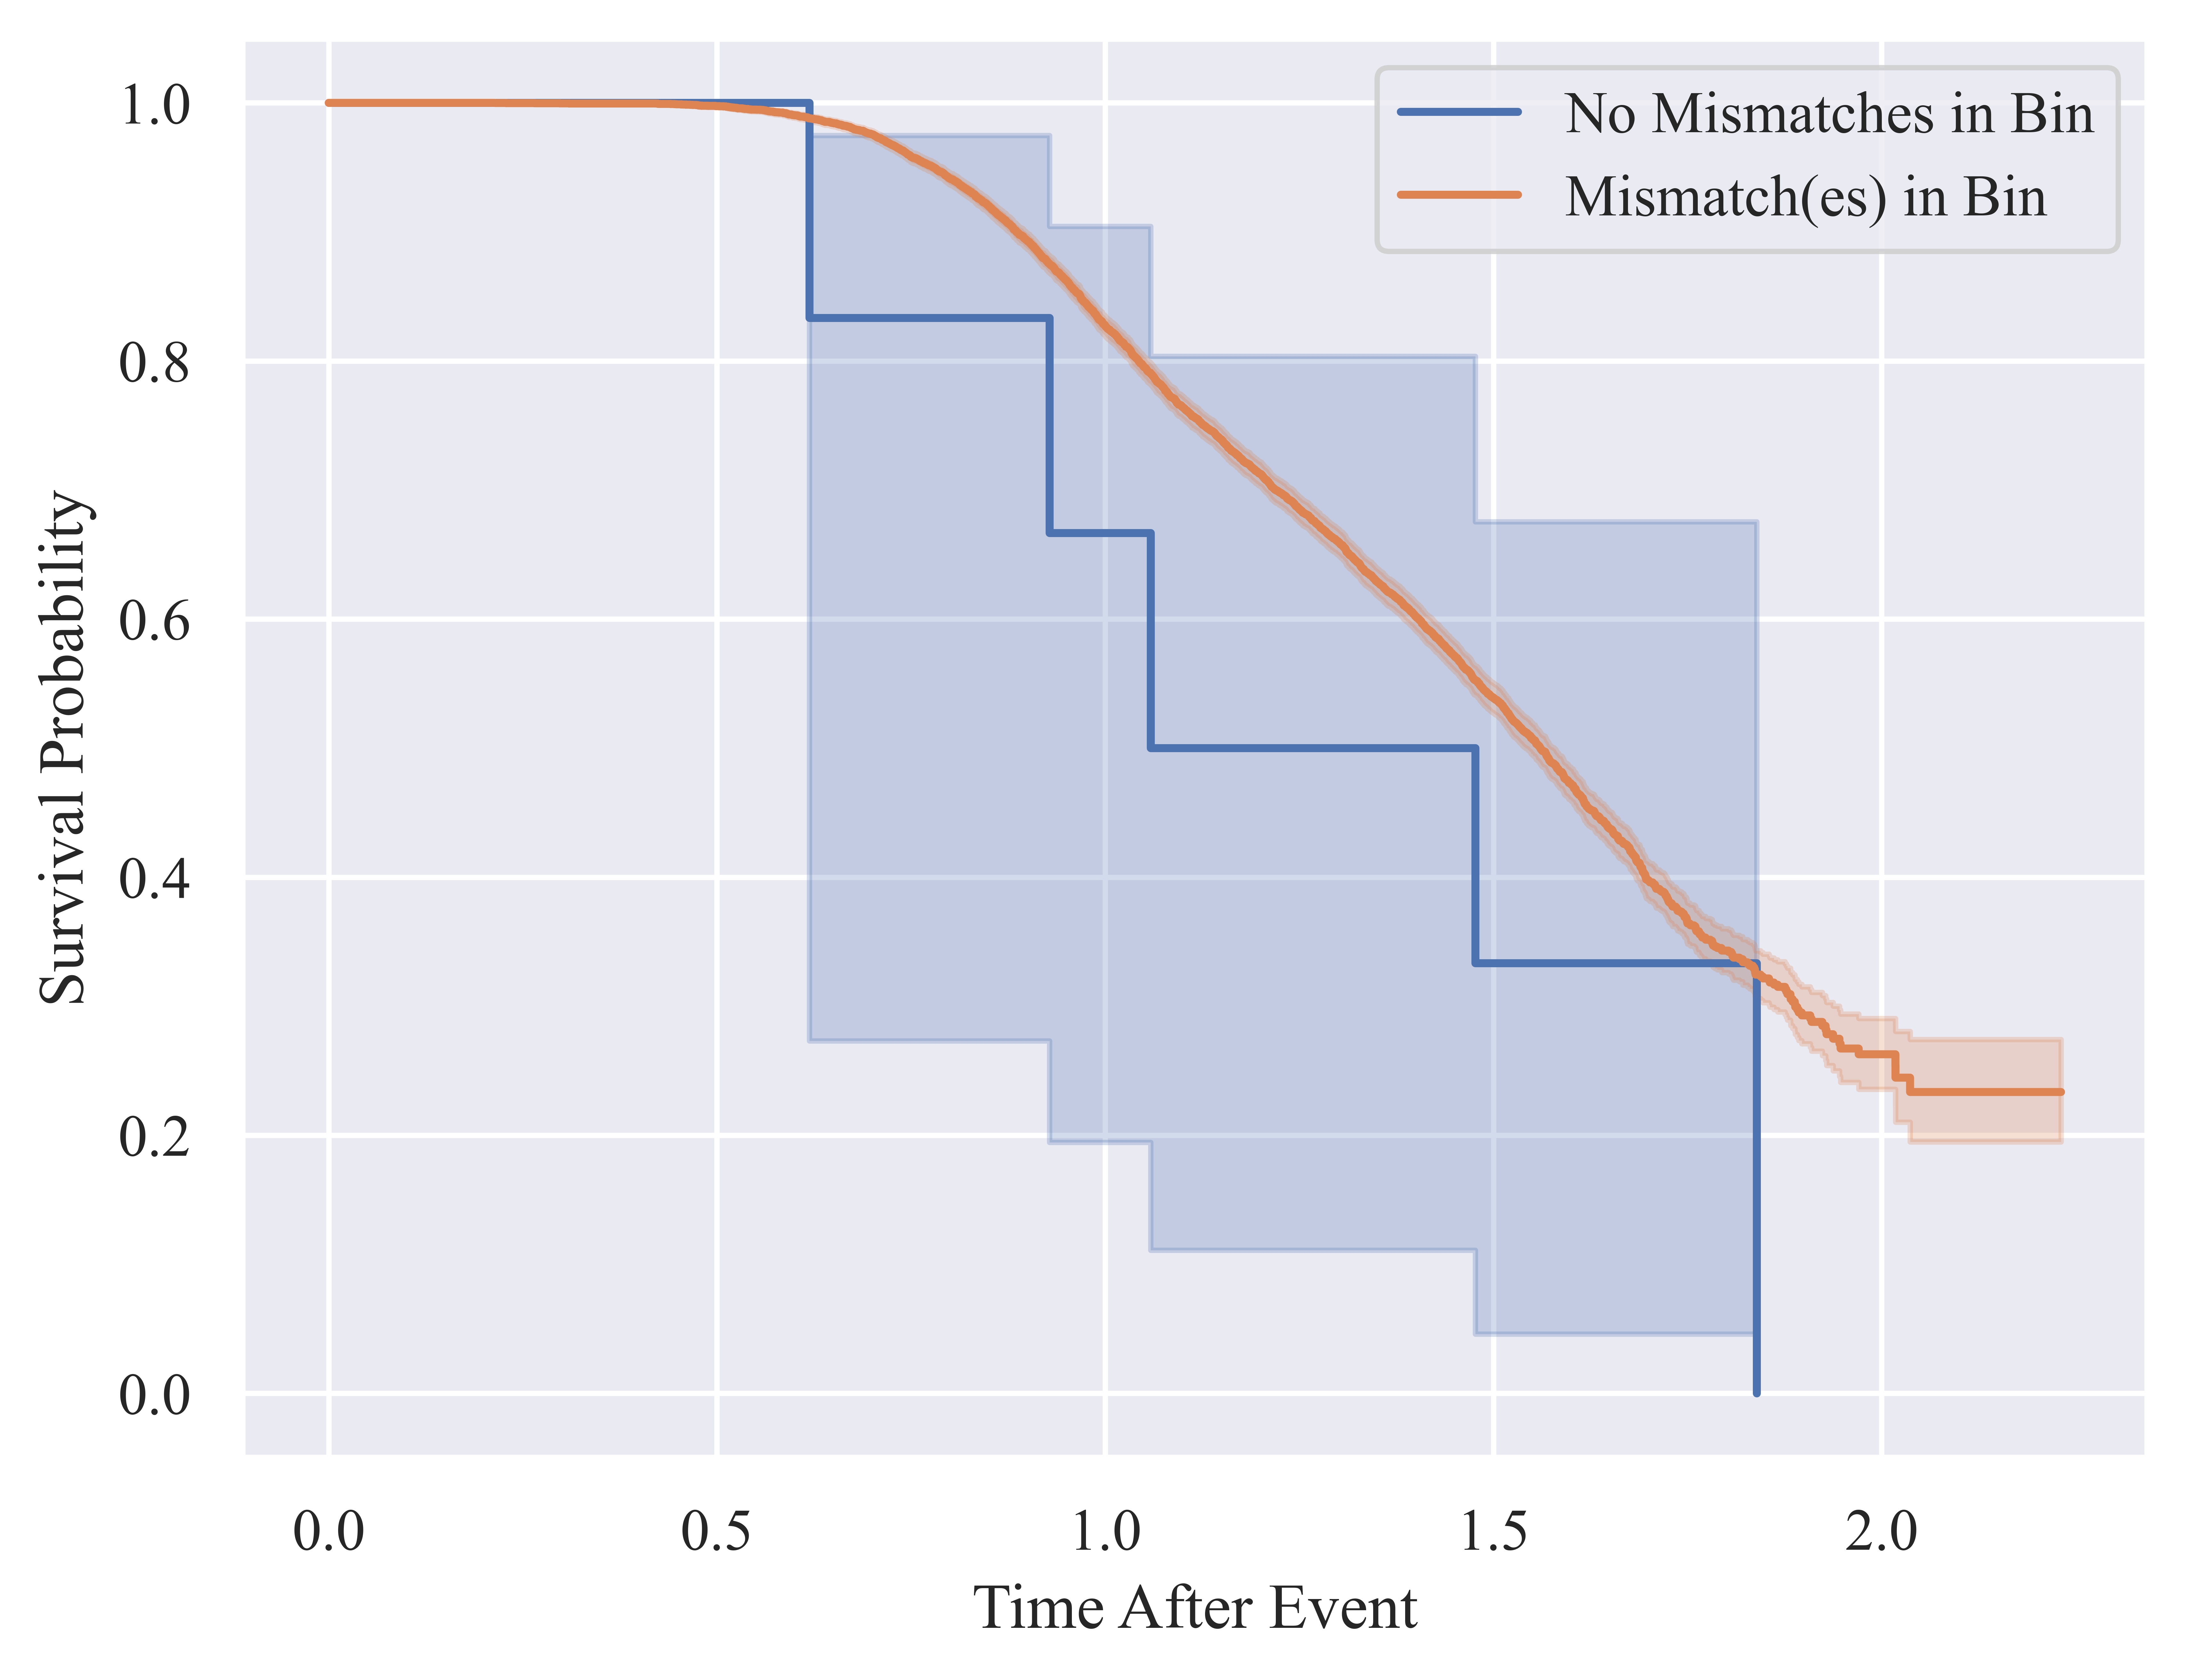 No Mismatches in Bin
Mismatch(es) in Bin
Survival Probability
1.0
0.8
0.6
0.4
0.2
0.0
0.0 0.5 1.0 1.5 2.0
Time After Event